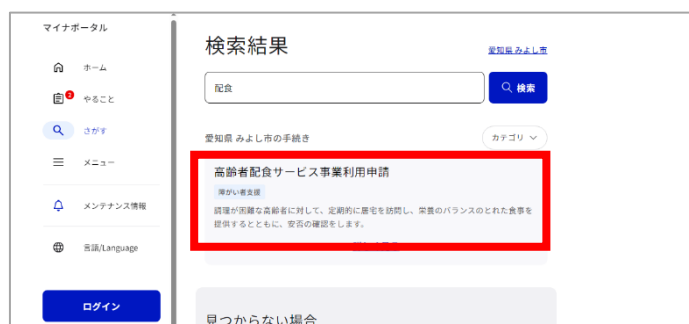 マイナポータル
ホーム
2
やること
さがす
メニュー
メンテナンス情報
言語/Language
ログイン
検索結果
愛知県 みよし市
配食
検索
愛知県 みよし市の手続き
カテゴリ
高齢者配食サービス事業利用申請
障がい者支援
調理が困難な高齢者に対して、定期的に居宅を訪問し、栄養のバランスのとれた食事を
提供するとともに、安否の確認をします。
見つからない場合